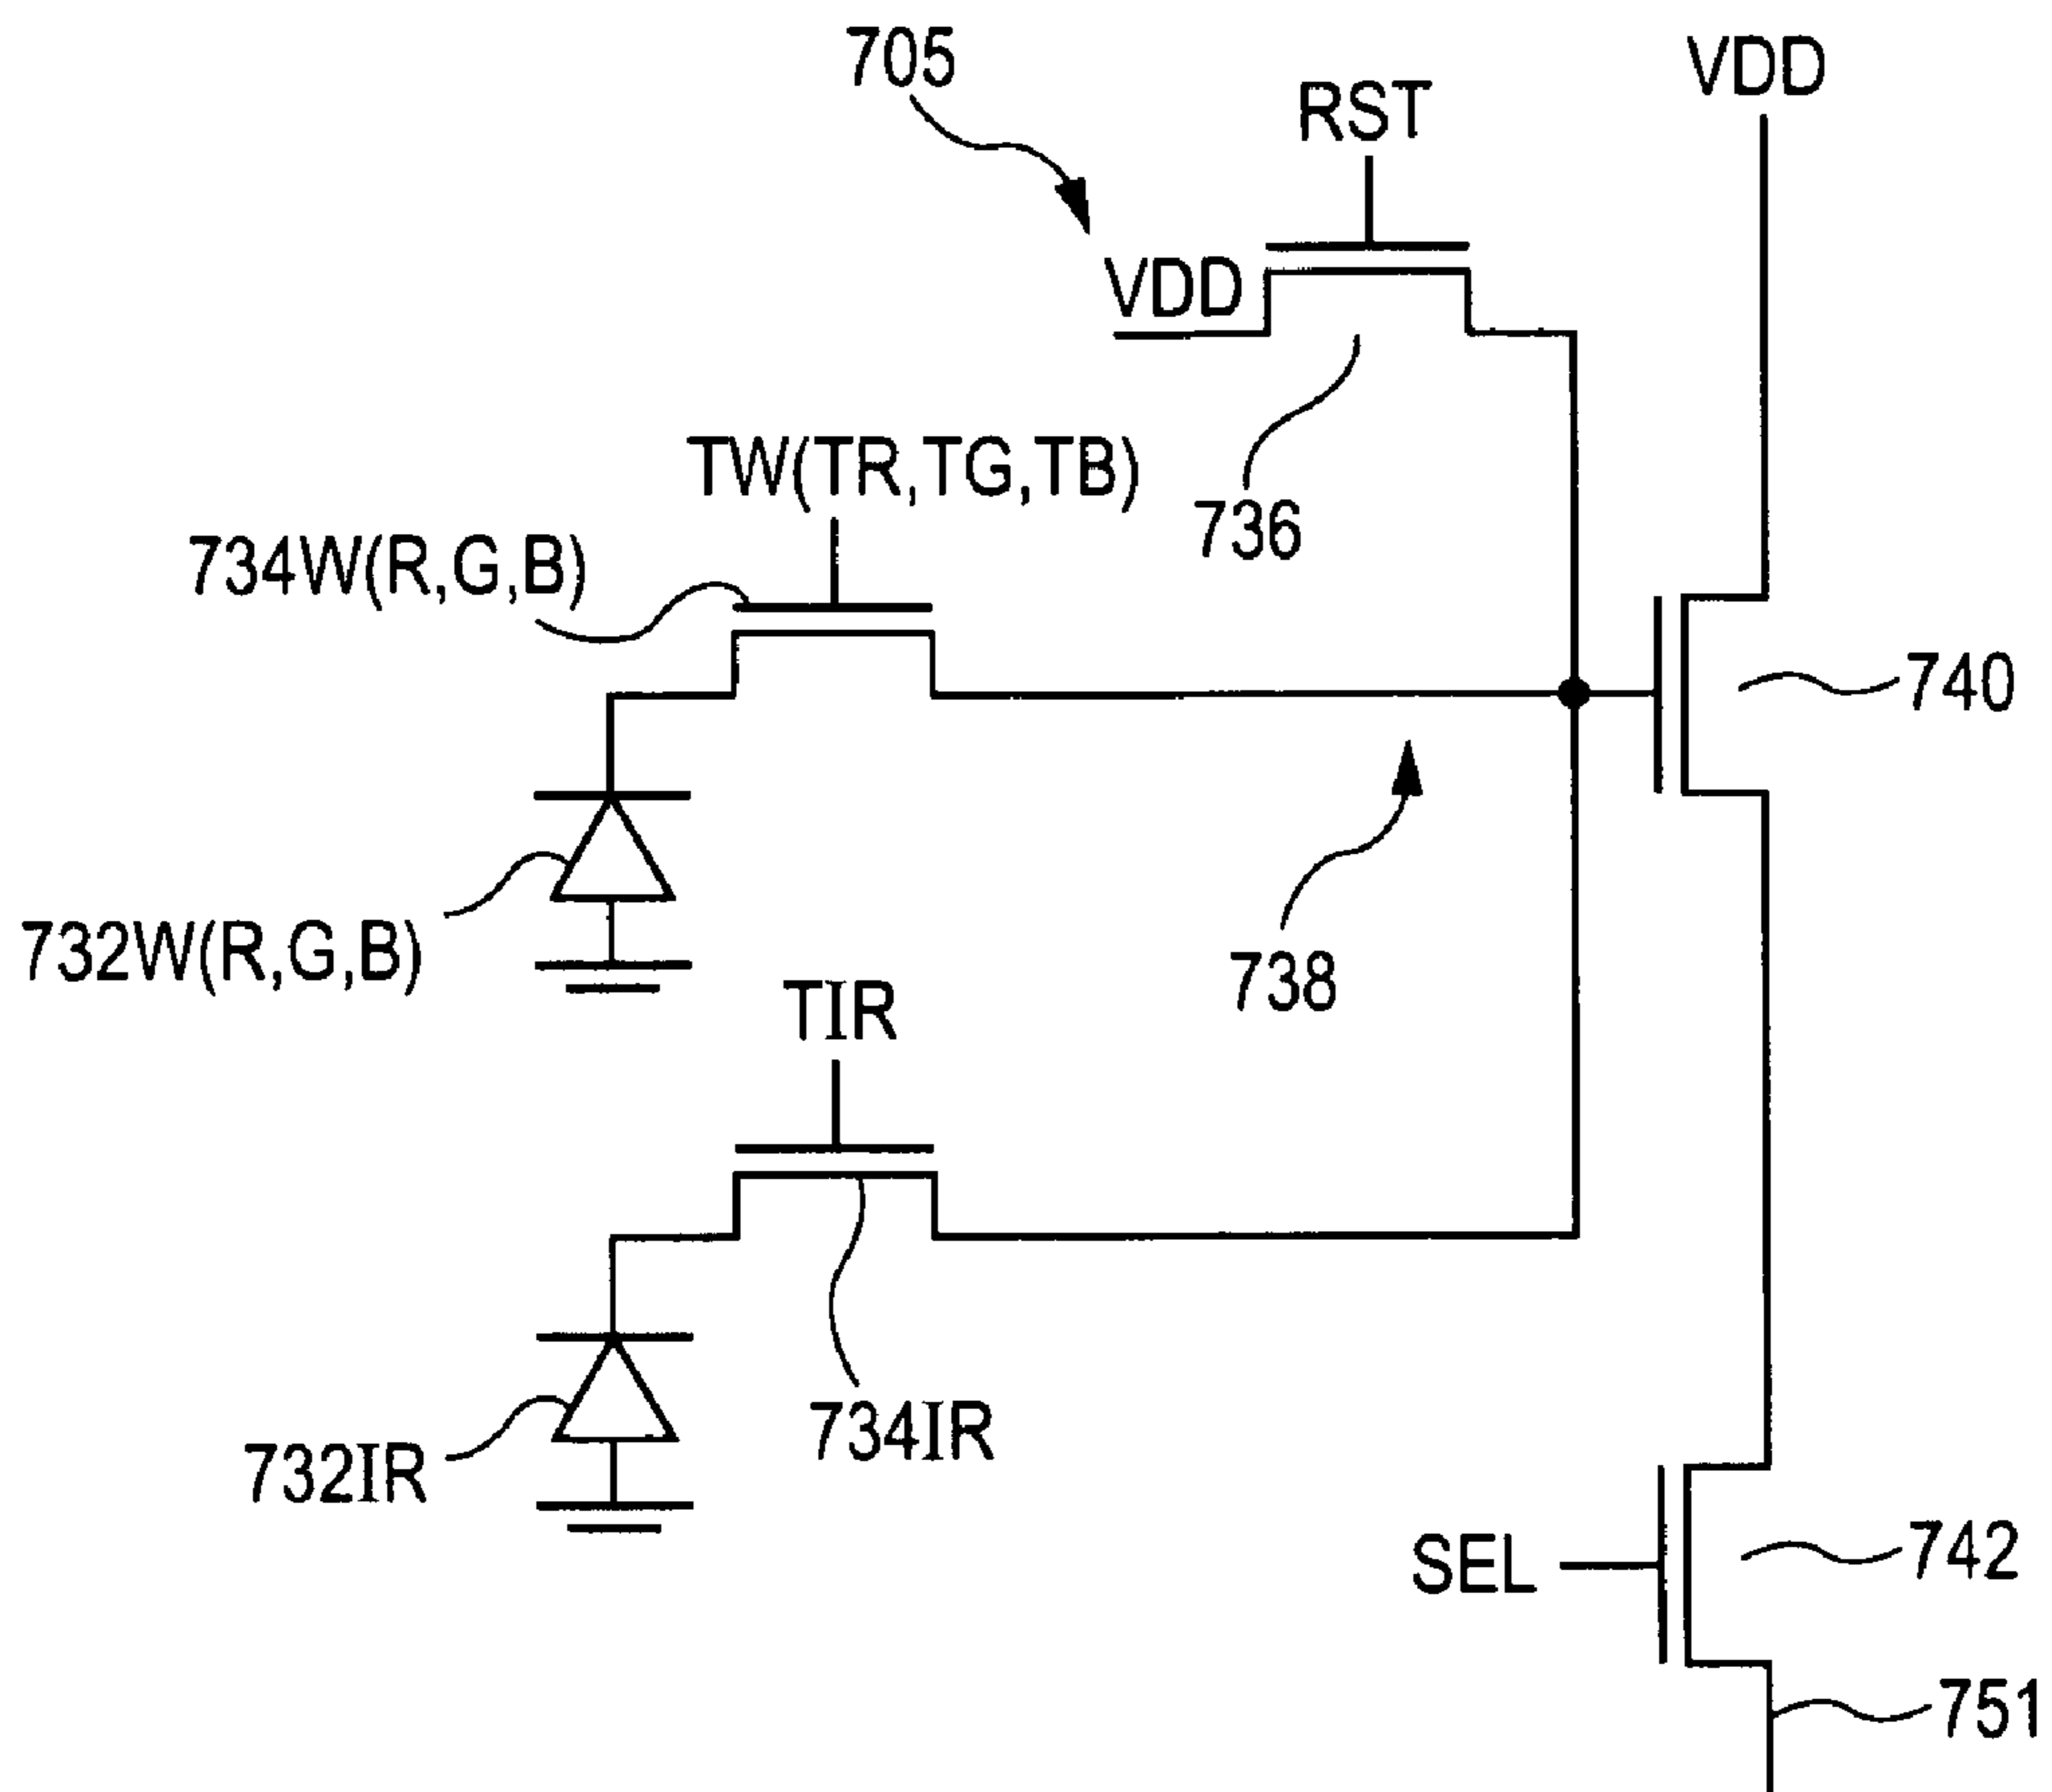 705
VDD
RST
VDD
TW(TR,TG,TB)
736
734W(R,G,B)
740
732W(R,G,B)
738
TIR
734IR
732IR
SEL
742
751